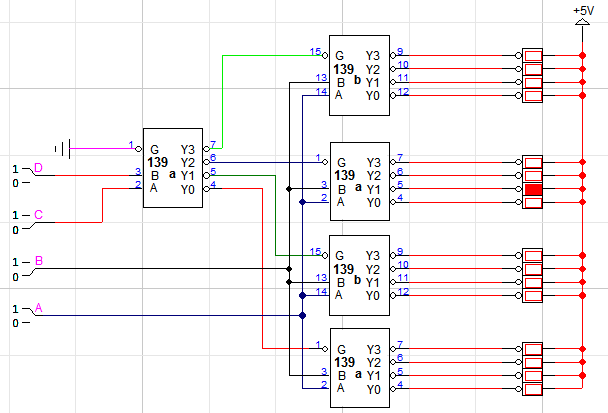 +5V
15 G Y3 9
139 Y2 10
13 B b Y1 11
14 A Y0 12
1 G Y3 7
139 Y2 6
3 B a Y1 5
2 A Y0 4
1 D
0
1 G Y3 7
139 Y2 6
3 B a Y1 5
2 A Y0 4
1 C
0
1 B
0
15 G Y3 9
139 Y2 10
13 B b Y1 11
14 A Y0 12
1 A
0
1 G Y3 7
139 Y2 6
3 B a Y1 5
2 A Y0 4